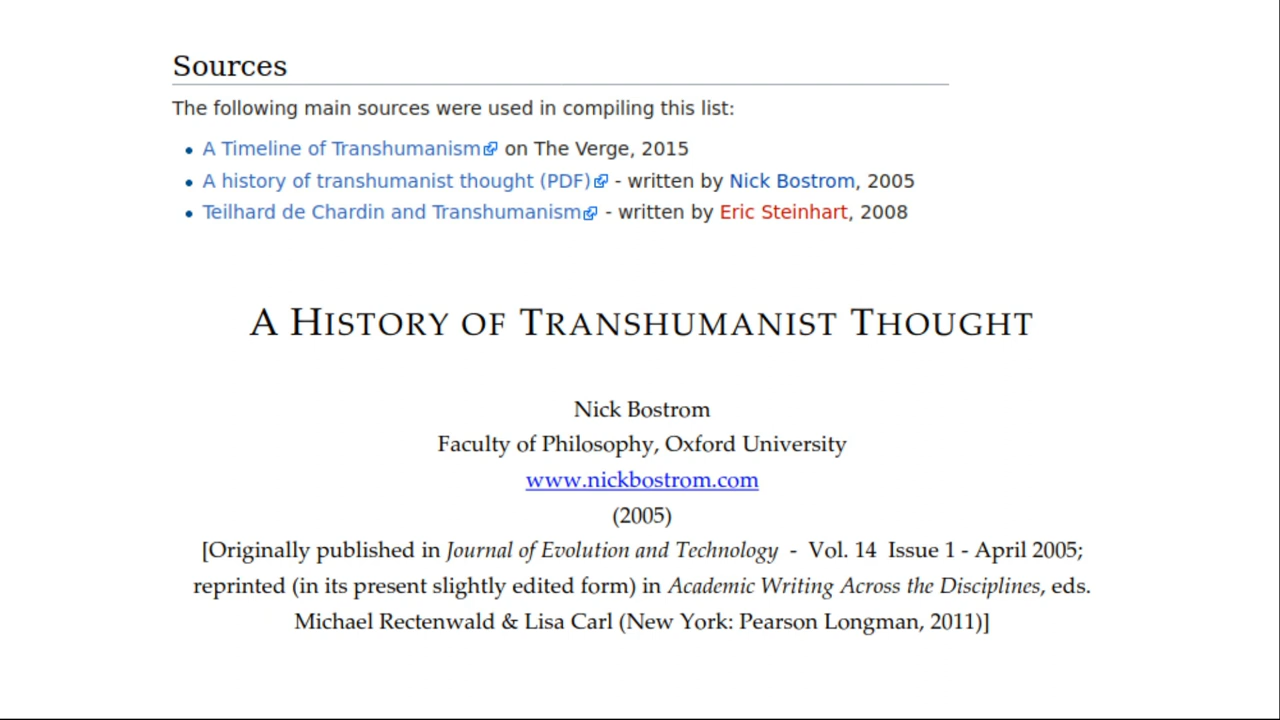 Sources
The following main sources were used in compiling this list:
• A Timeline of Transhumanism on The Verge, 2015
• A history of transhumanist thought (PDF) - written by Nick Bostrom, 2005
• Teilhard de Chardin and Transhumanism - written by Eric Steinhart, 2008
A HISTORY OF TRANSHUMANIST THOUGHT
Nick Bostrom
Faculty of Philosophy, Oxford University
www.nickbostrom.com
(2005)
[Originally published in Journal of Evolution and Technology - Vol. 14 Issue 1 - April 2005;
reprinted (in its present slightly edited form) in Academic Writing Across the Disciplines, eds.
Michael Rectenwald & Lisa Carl (New York: Pearson Longman, 2011)]